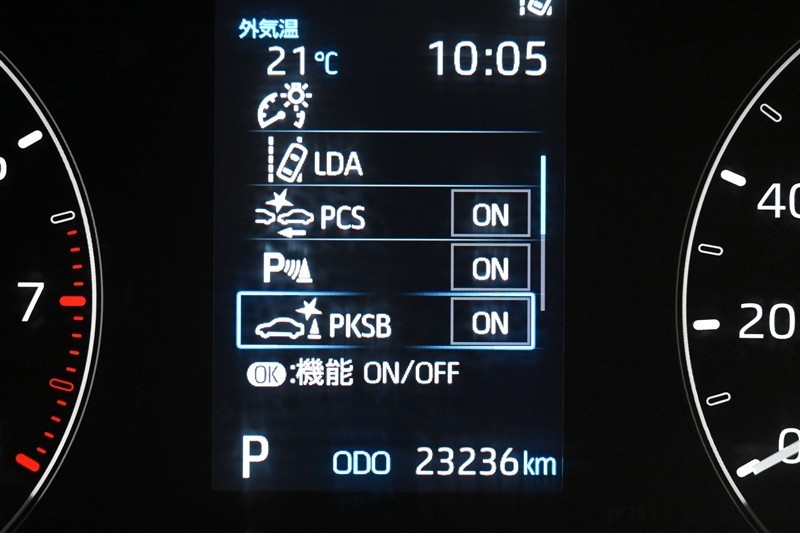 外気温
21℃ 10:05
LDA
PCS ON
P ON
PKSB ON
OK:機能 ON/OFF
P ODO 23236km
7
40
20
0